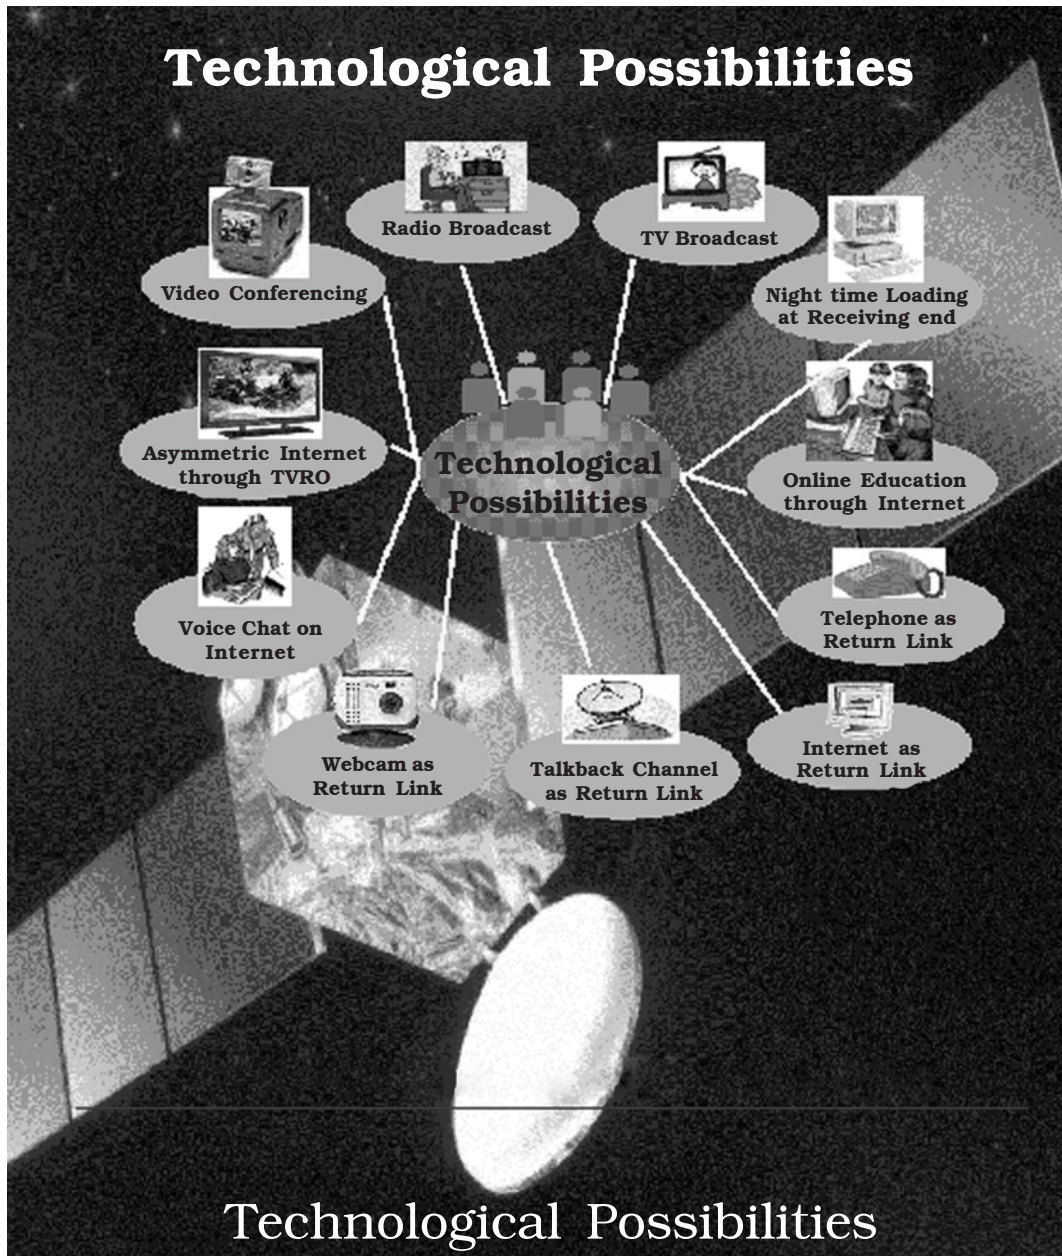 Technological Possibilities
Radio Broadcast
TV Broadcast
Video Conferencing
Night time Loading
at Receiving end
Asymmetric Internet
through TVRO
Technological
Possibilities
Online Education
through Internet
Voice Chat on
Internet
Telephone as
Return Link
Webcam as
Return Link
Talkback Channel
as Return Link
Internet as
Return Link
Technological Possibilities